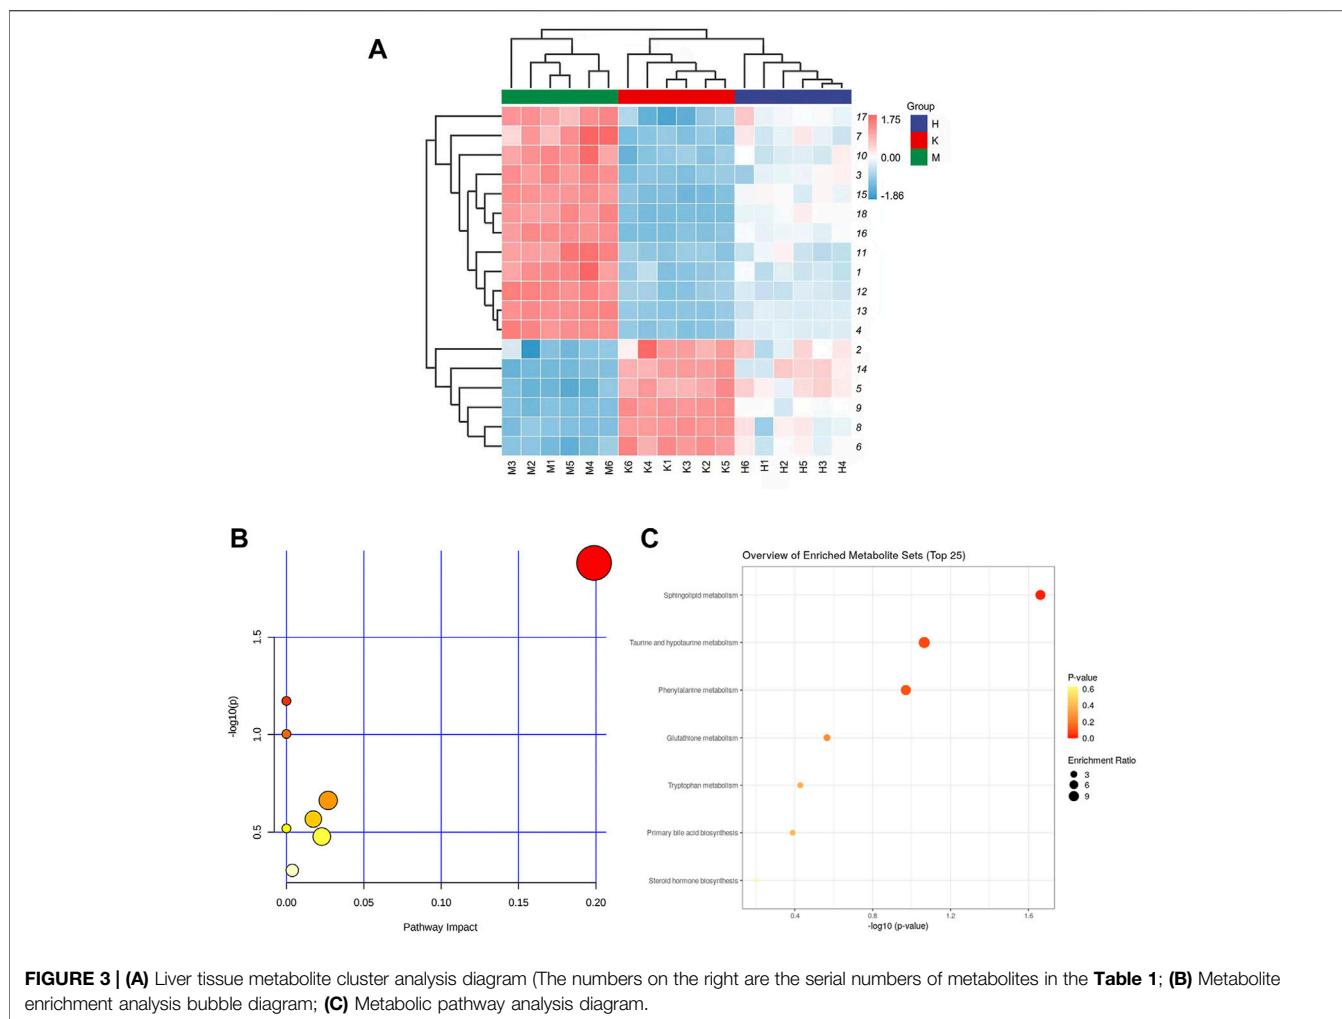 A
Group
H
K
M
1.75
0.00
-1.86
17
7
10
3
15
18
16
11
1
12
13
4
2
14
5
9
8
6
M3 M2 M1 M5 M4 M6 K6 K4 K1 K3 K2 K5 H6 H1 H2 H5 H3 H4
B
-log10(p)
1.5
1.0
0.5
0.00 0.05 0.10 0.15 0.20
Pathway Impact
C
Overview of Enriched Metabolite Sets (Top 25)
Sphingolipid metabolism
Taurine and hypotaurine metabolism
Phenylalanine metabolism
Glutathione metabolism
Tryptophan metabolism
Primary bile acid biosynthesis
Steroid hormone biosynthesis
0.4 0.8 1.2 1.6
-log10 (p-value)
P-value
0.6
0.4
0.2
0.0
Enrichment Ratio
3
6
9
FIGURE 3 | (A) Liver tissue metabolite cluster analysis diagram (The numbers on the right are the serial numbers of metabolites in the Table 1; (B) Metabolite
enrichment analysis bubble diagram; (C) Metabolic pathway analysis diagram.